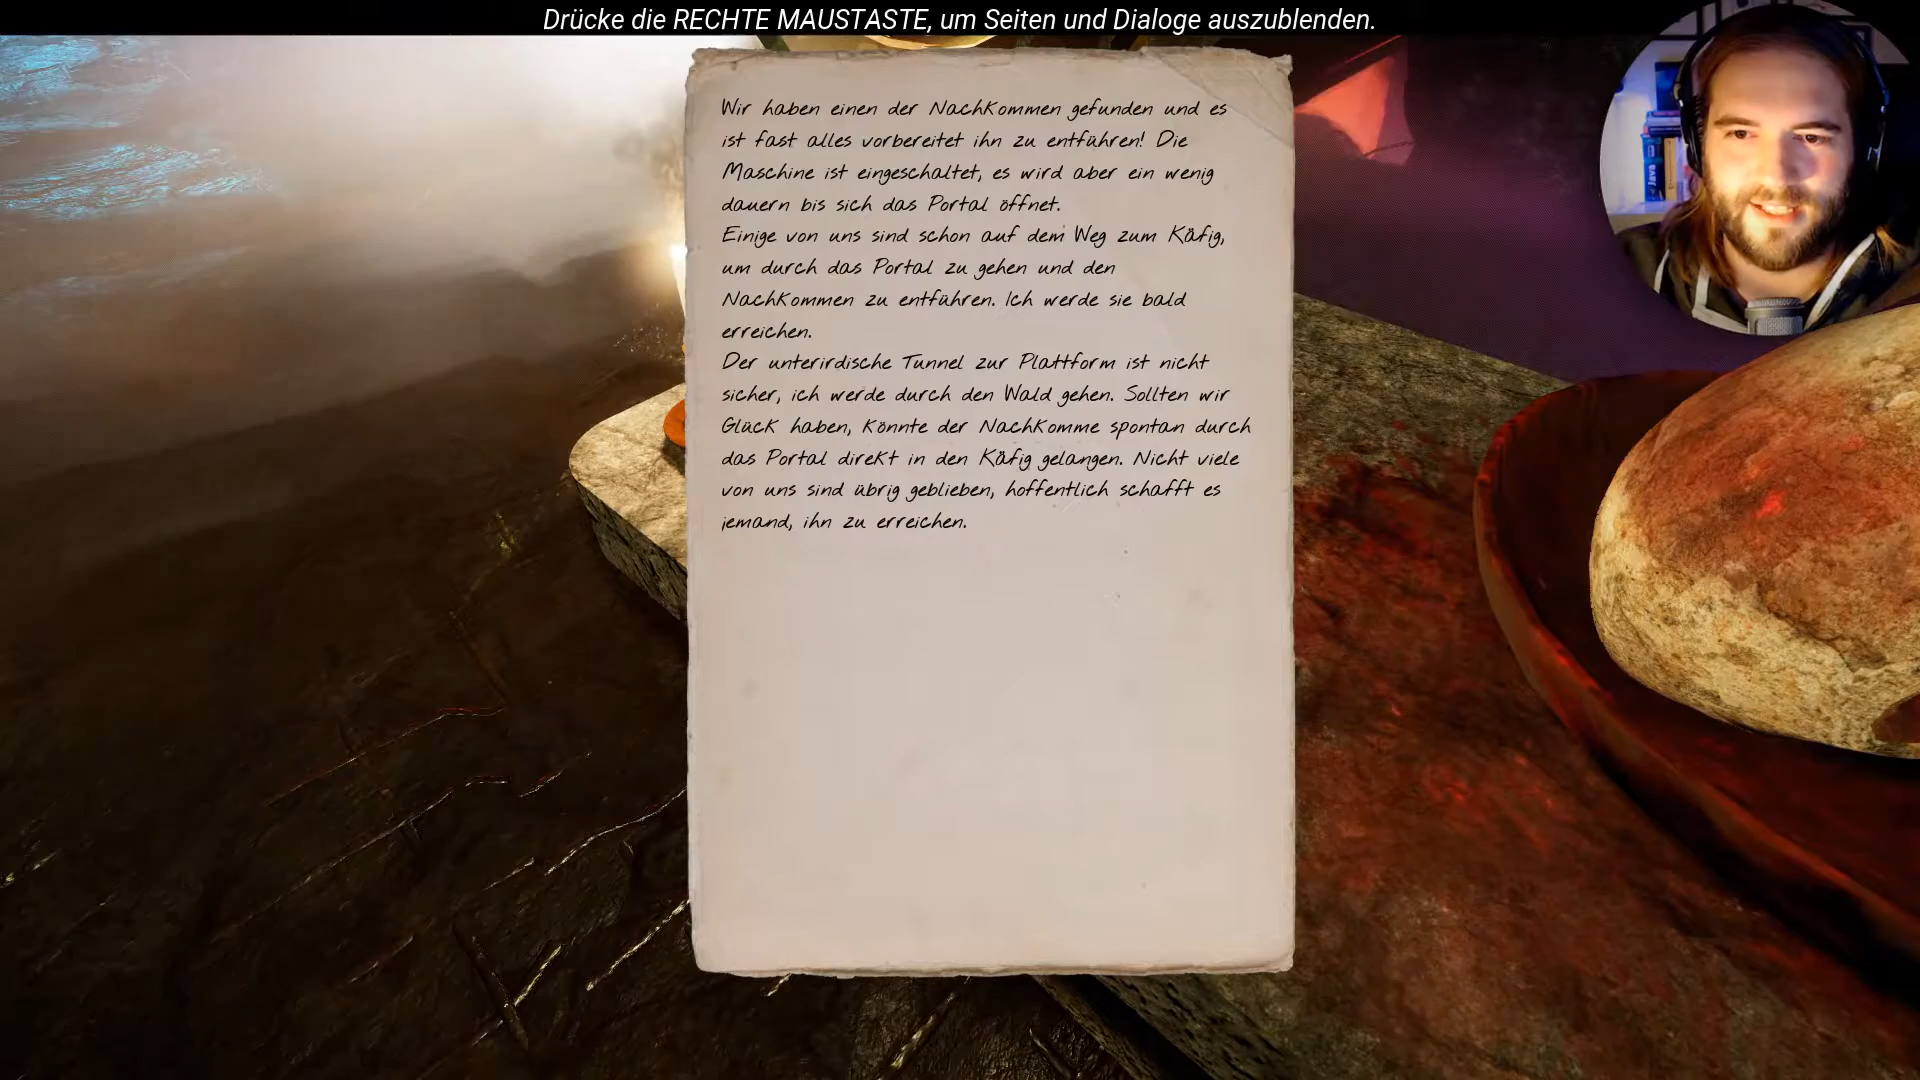 Drücke die RECHTE MAUSTASTE, um Seiten und Dialoge auszublenden.
Wir haben einen der Nachkommen gefunden und es
ist fast alles vorbereitet ihn zu entführen! Die
Maschine ist eingeschaltet, es wird aber ein wenig
dauern bis sich das Portal öffnet.
Einige von uns sind schon auf dem Weg zum Käfig,
um durch das Portal zu gehen und den
Nachkommen zu entführen. Ich werde sie bald
erreichen.
Der unterirdische Tunnel zur Plattform ist nicht
sicher, ich werde durch den Wald gehen. Sollten wir
Glück haben, könnte der Nachkomme spontan durch
das Portal direkt in den Käfig gelangen. Nicht viele
von uns sind übrig geblieben, hoffentlich schafft es
jemand, ihn zu erreichen.
Java